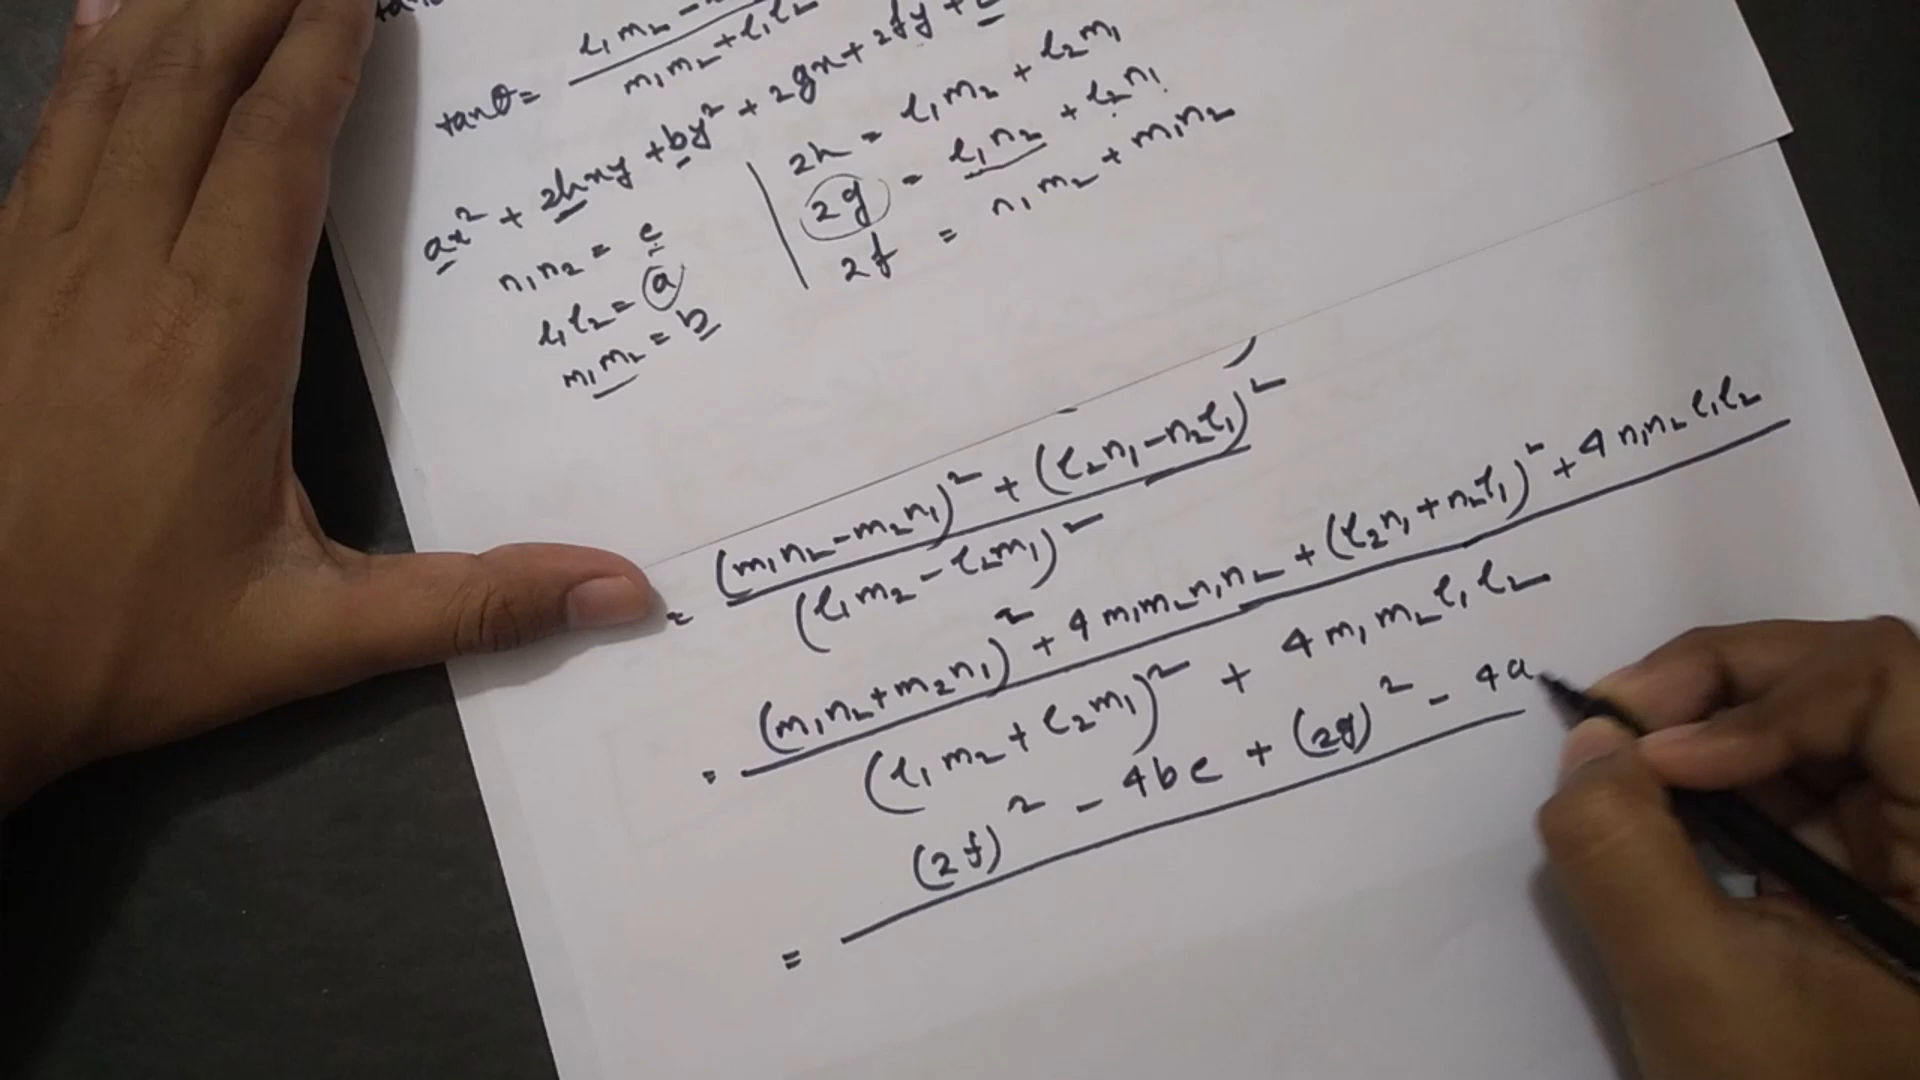 tanθ = l₁m₂ - / m₁m₂ + l₁l₂
ax² + 2hxy + by² + 2gx + 2fy +
n₁n₂ = c
l₁l₂ = a
m₁m₂ = b
2h = l₁m₂ + l₂m₁
2g = l₁n₂ + l₂n₁
2f = n₁m₂ + m₁n₂
= (m₁n₂ - m₂n₁)² + (l₂n₁ - n₂l₁)² / (l₁m₂ - l₂m₁)²
= (m₁n₂ + m₂n₁)² + 4m₁m₂n₁n₂ + (l₂n₁ + n₂l₁)² + 4n₁n₂l₁l₂ / (l₁m₂ + l₂m₁)² + 4m₁m₂l₁l₂
= (2f)² - 4bc + (2g)² - 4a